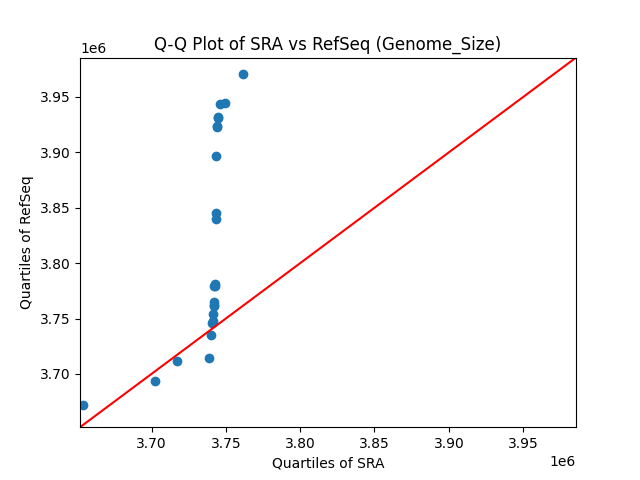 Q-Q Plot of SRA vs RefSeq (Genome_Size)
1e6
3.95
3.90
3.85
3.80
3.75
3.70
Quartiles of RefSeq
3.70 3.75 3.80 3.85 3.90 3.95
Quartiles of SRA
1e6